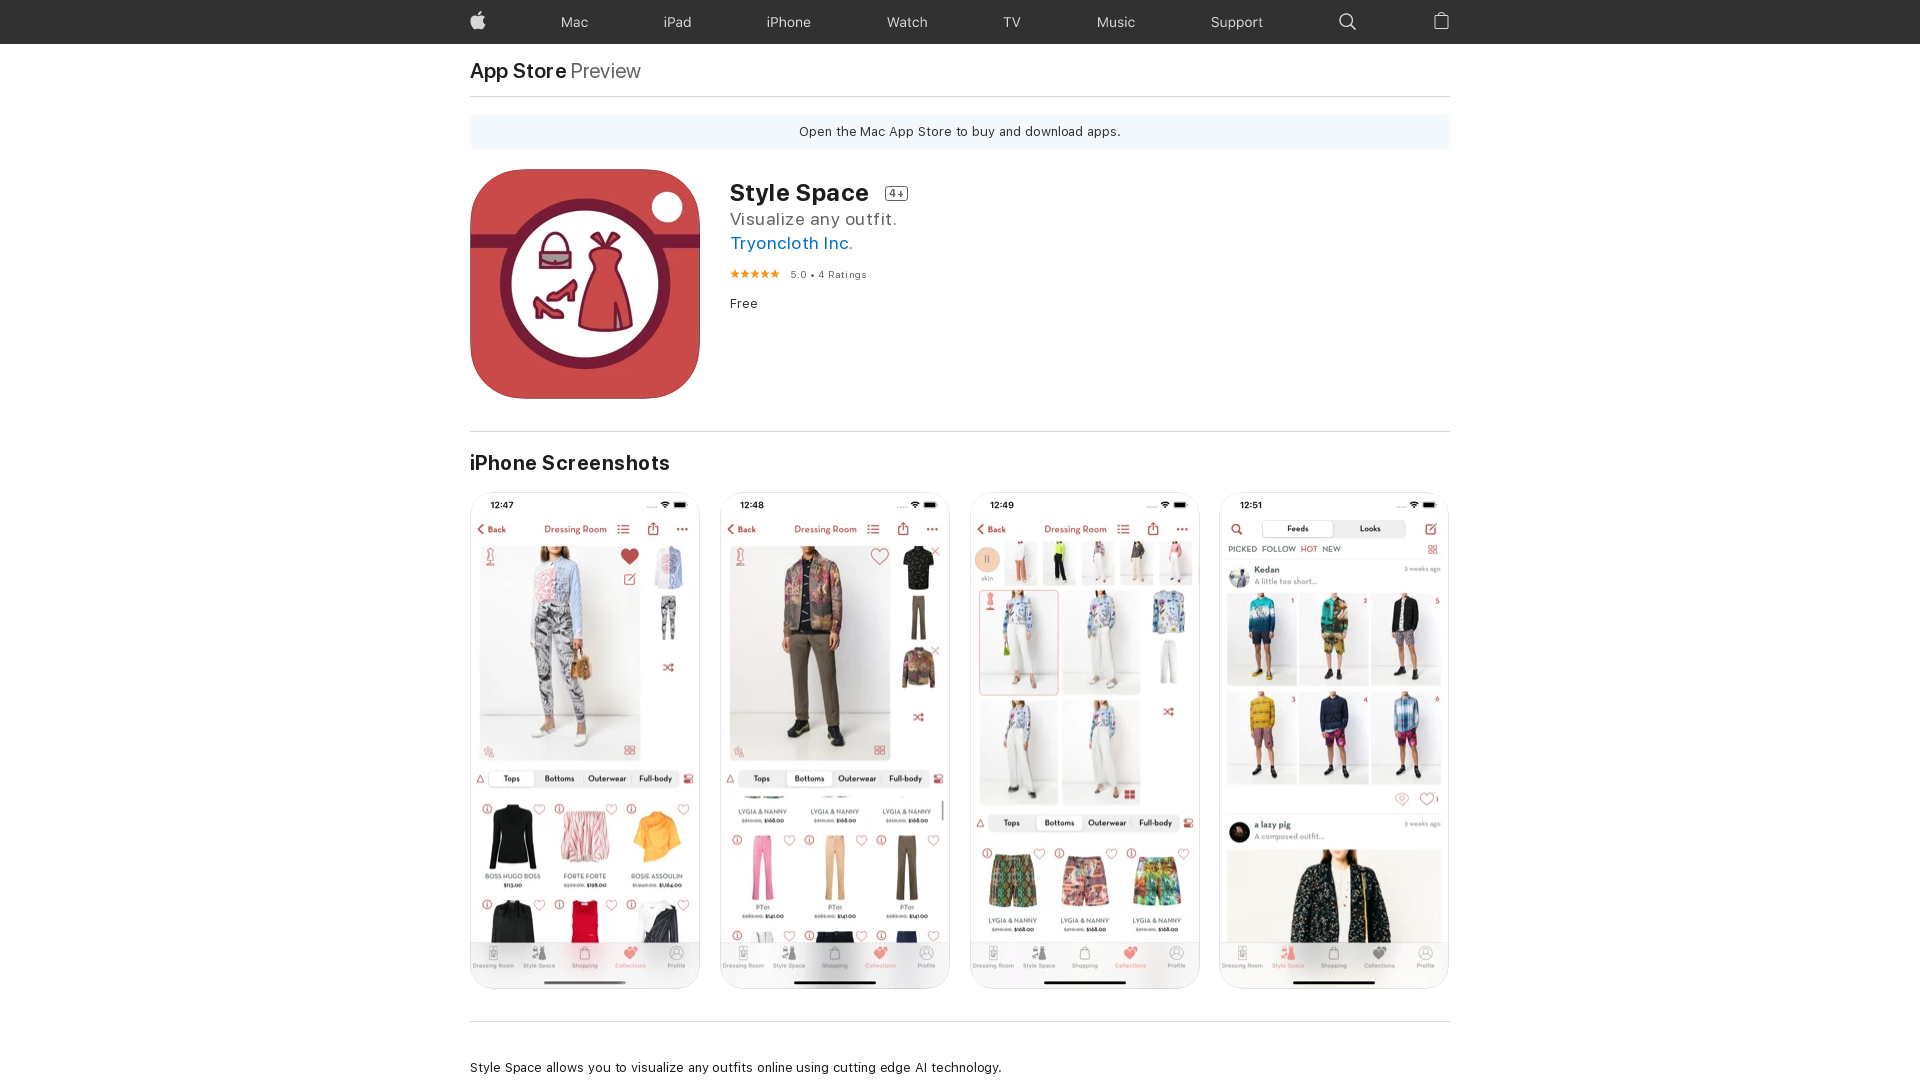 Mac
iPad
iPhone
Watch
TV
Music
Support
App Store Preview
Open the Mac App Store to buy and download apps.
Style Space 4+
Visualize any outfit.
Tryoncloth Inc.
5.0 • 4 Ratings
Free
iPhone Screenshots
12:47
Back Dressing Room
Tops Bottoms Outerwear Full-body
BOSS HUGO BOSS FORTE FORTE ROSIE ASSOULIN
$113.00 $198.00 $1,164.00
Dressing Room Style Space Shopping Collections Profile
12:48
Back Dressing Room
Tops Bottoms Outerwear Full-body
LYGIA & NANNY LYGIA & NANNY LYGIA & NANNY
$210.00, $168.00 $210.00, $168.00 $210.00, $168.00
PT01 PT01 PT01
$282.00, $141.00 $282.00, $141.00 $282.00, $141.00
Dressing Room Style Space Shopping Collections Profile
12:49
Back Dressing Room
skin
Tops Bottoms Outerwear Full-body
LYGIA & NANNY LYGIA & NANNY LYGIA & NANNY
$210.00, $168.00 $210.00, $168.00 $210.00, $168.00
Dressing Room Style Space Shopping Collections Profile
12:51
Feeds Looks
PICKED FOLLOW HOT NEW
Kedan 2 weeks ago
A little too short...
1 2 5
3 4 6
1
a lazy pig 2 weeks ago
A composed outfit...
Dressing Room Style Space Shopping Collections Profile
Style Space allows you to visualize any outfits online using cutting edge AI technology.